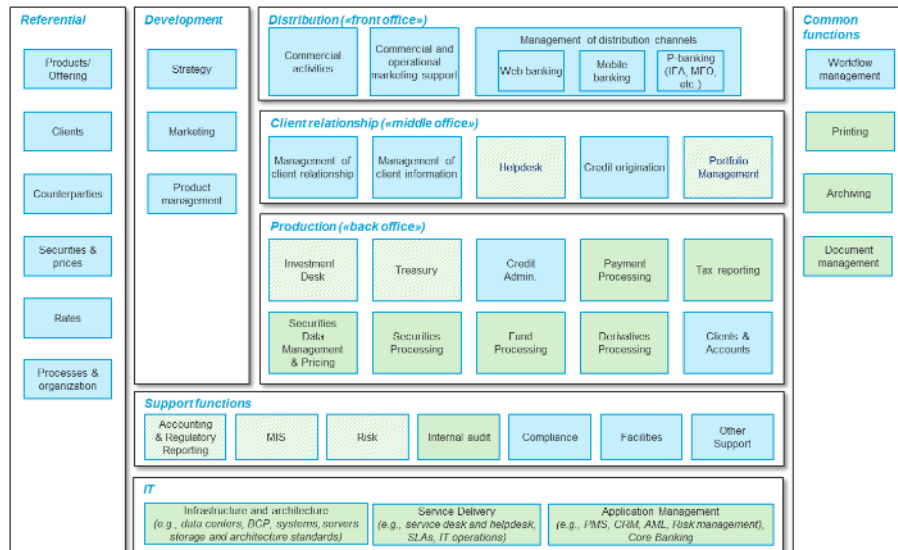 Referential
Products/
Offering
Clients
Counterparties
Securities &
prices
Rates
Processes &
organization
Development
Strategy
Marketing
Product
management
Distribution («front office»)
Commercial
activities
Commercial and
operational
marketing support
Management of distribution channels
Web banking
Mobile
banking
P-banking
etc.)
Client relationship («middle office»)
Management of
client relationship
Management of
client information
Helpdesk
Credit origination
Portfolio
Management
Production («back office»)
Investment
Desk
Treasury
Credit
Admin.
Payment
Processing
Tax reporting
Securities
Data
Management
& Pricing
Securities
Processing
Fund
Processing
Derivatives
Processing
Clients &
Accounts
Support functions
Accounting
& Regulatory
Reporting
MIS
Risk
Internal audit
Compliance
Facilities
Other
Support
IT
Infrastructure and architecture
(e.g., data centers, BCP, systems, servers
storage and architecture standards)
Service Delivery
(e.g., service desk and helpdesk,
SLAs, IT operations)
Application Management
(e.g., PMS, CRM, AML, Risk management),
Core Banking
Common
functions
Workflow
management
Printing
Archiving
Document
management